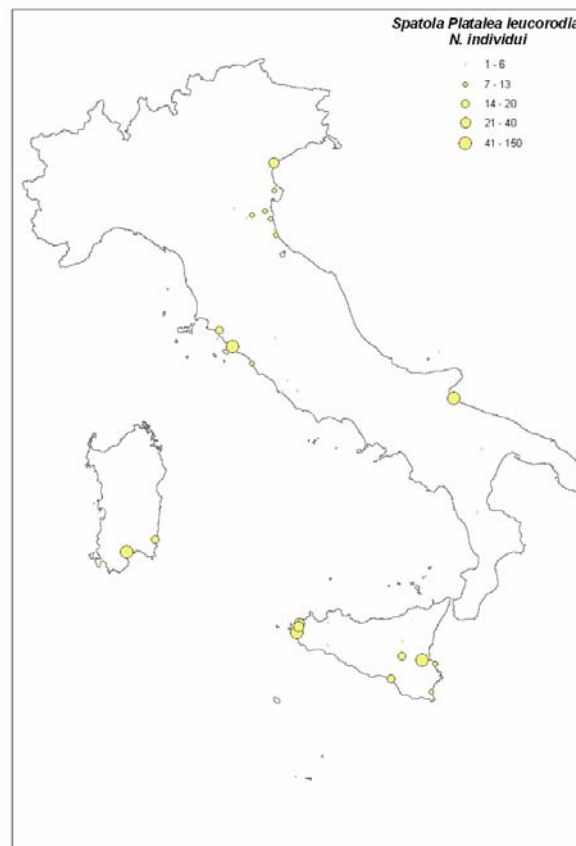 Spatola Platalea leucorodia
N. individui
1 - 6
7 - 13
14 - 20
21 - 40
41 - 150